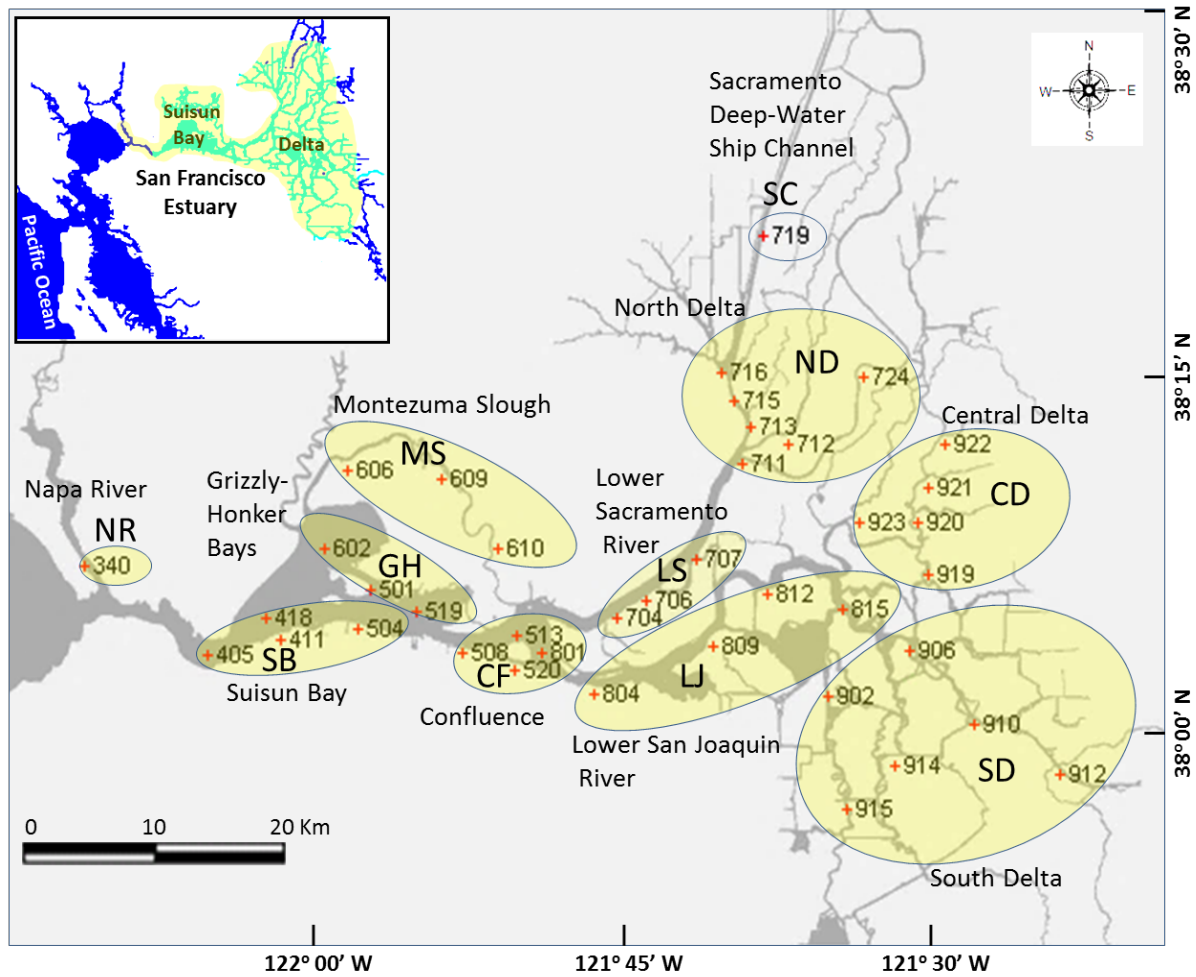 Suisun
Bay
Delta
San Francisco
Estuary
Pacific Ocean
38° 30' N
N
W
E
S
Sacramento
Deep-Water
Ship Channel
SC
719
North Delta
ND
716
724
715
713
712
711
38° 15' N
Montezuma Slough
MS
606
609
610
Central Delta
922
921
CD
923
920
919
Napa River
NR
340
Grizzly-
Honker
Bays
602
GH
501
519
Lower
Sacramento
River
707
LS
706
704
812
815
809
LJ
804
Lower San Joaquin
River
418
411
504
405
SB
Suisun Bay
513
508
801
520
CF
Confluence
906
902
910
914
SD
912
915
South Delta
38° 00' N
0 10 20 Km
122° 00' W
121° 45' W
121° 30' W